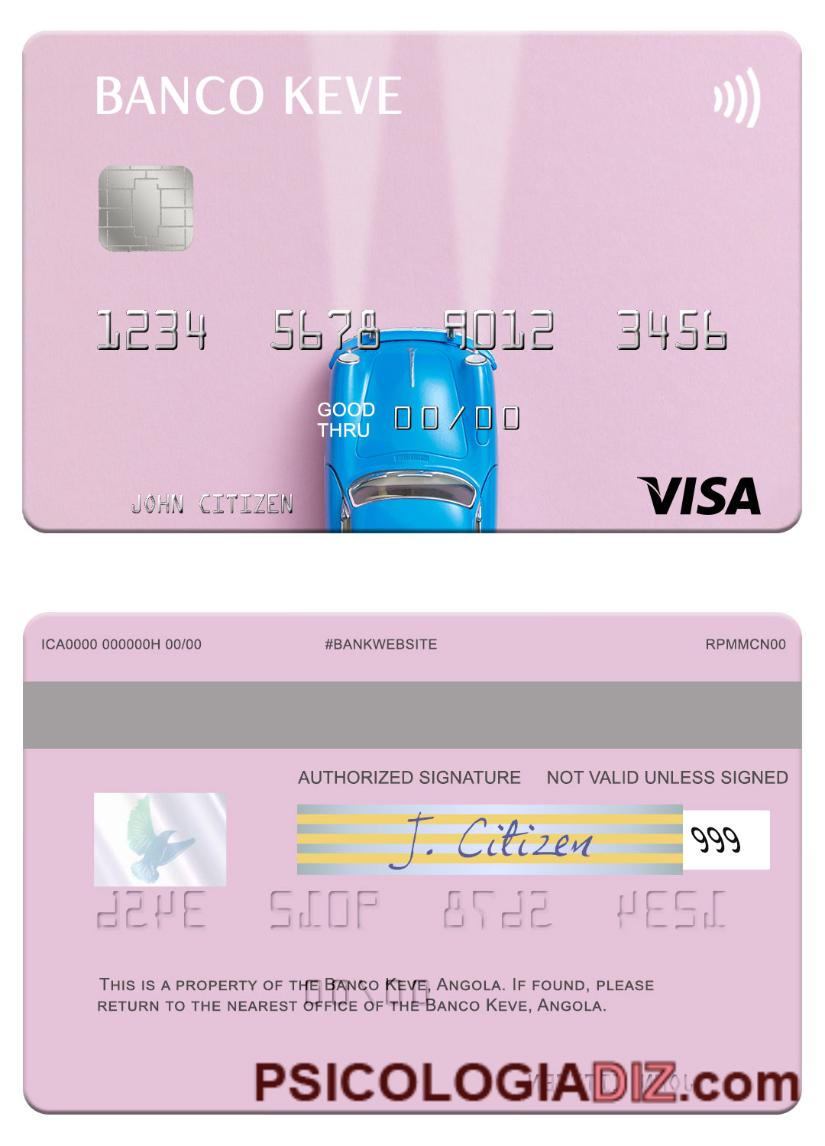 BANCO KEVE
1234 5678 9012 3456
GOOD THRU 00/00
JOHN CITIZEN
VISA
ICA0000 000000H 00/00 #BANKWEBSITE RPMMCN00
AUTHORIZED SIGNATURE NOT VALID UNLESS SIGNED
J. Citizen 999
THIS IS A PROPERTY OF THE BANCO KEVE, ANGOLA. IF FOUND, PLEASE
RETURN TO THE NEAREST OFFICE OF THE BANCO KEVE, ANGOLA.
PSICOLOGIADIZ.com